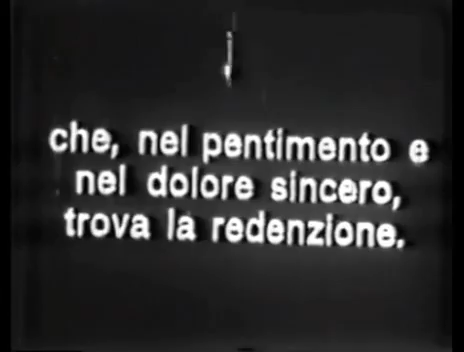 che, nel pentimento e
nel dolore sincero,
trova la redenzione.